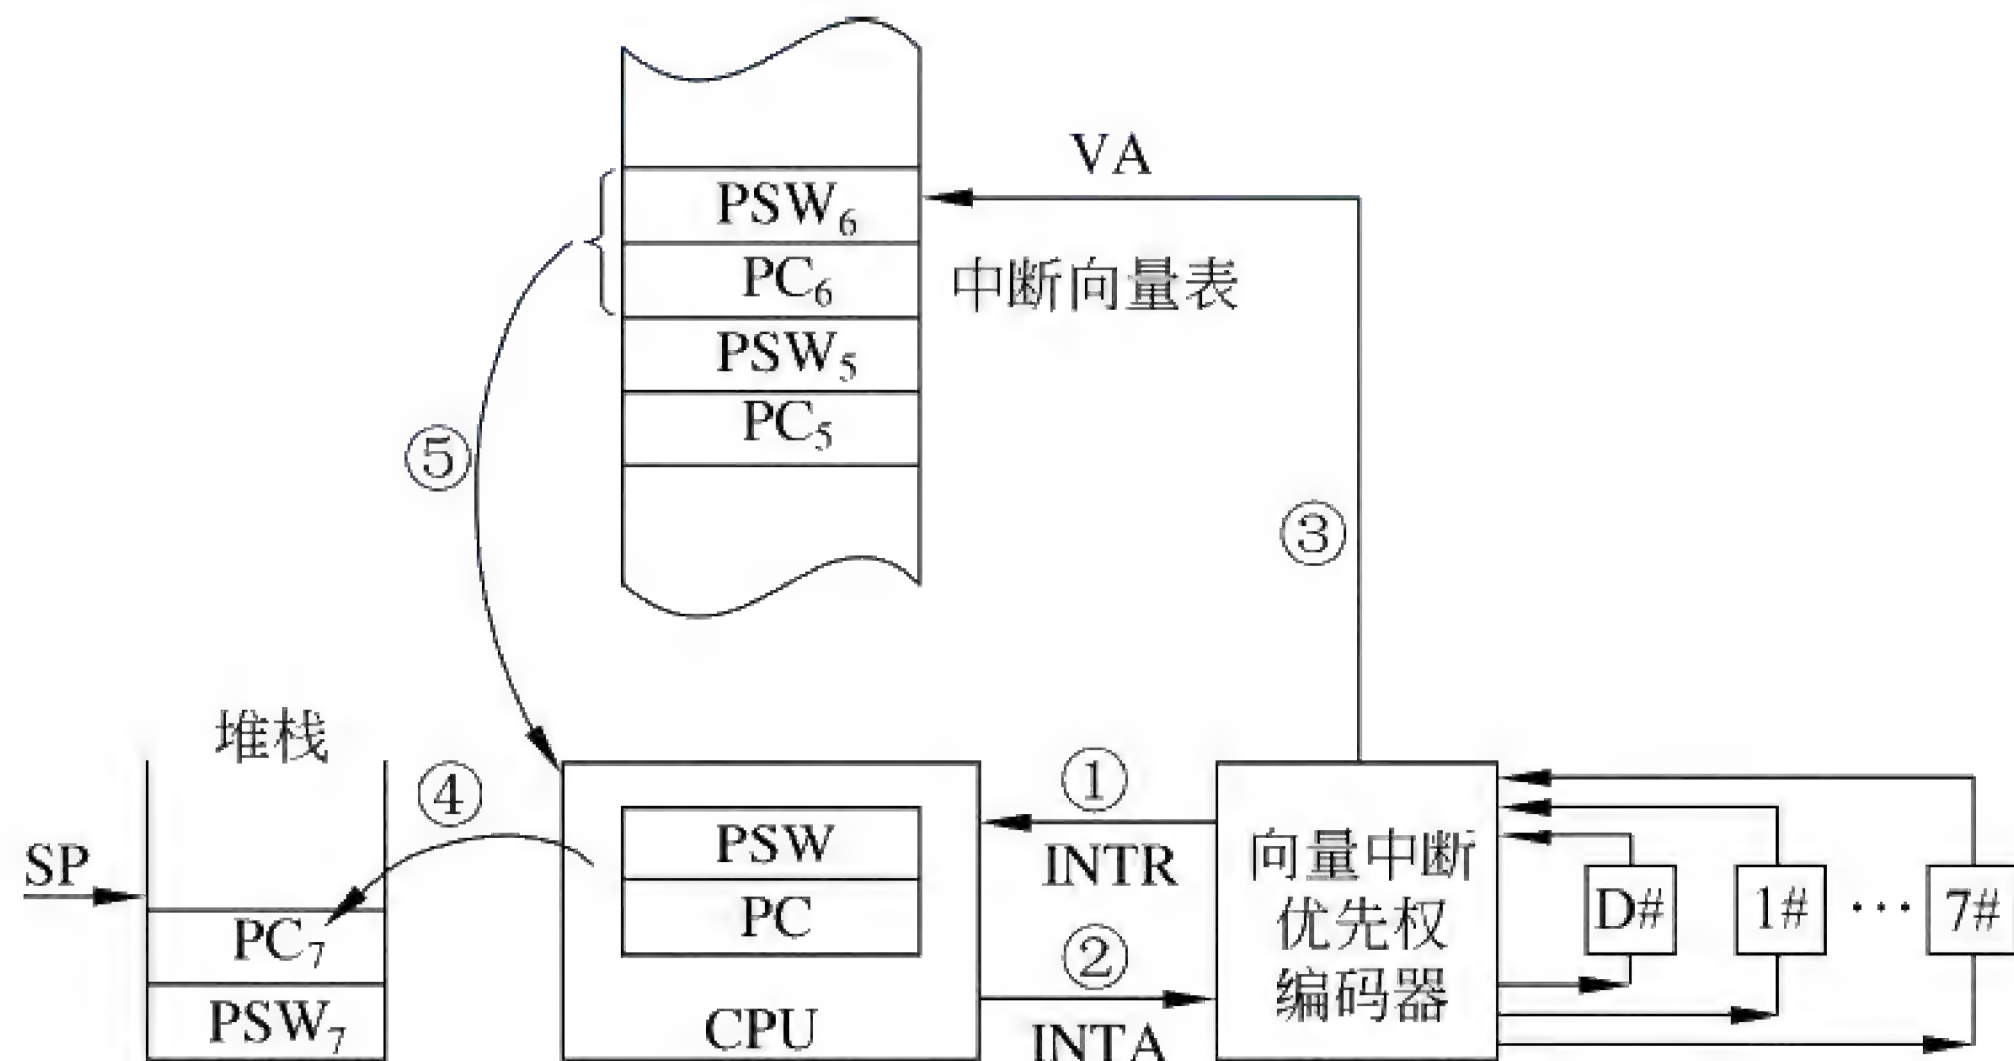 VA
PSW₆
PC₆
中断向量表
PSW₅
PC₅
⑤
③
堆栈
④
①
SP
PSW
INTR
向量中断
优先权
编码器
D#
1#
…
7#
PC₇
PC
②
PSW₇
CPU
INTA